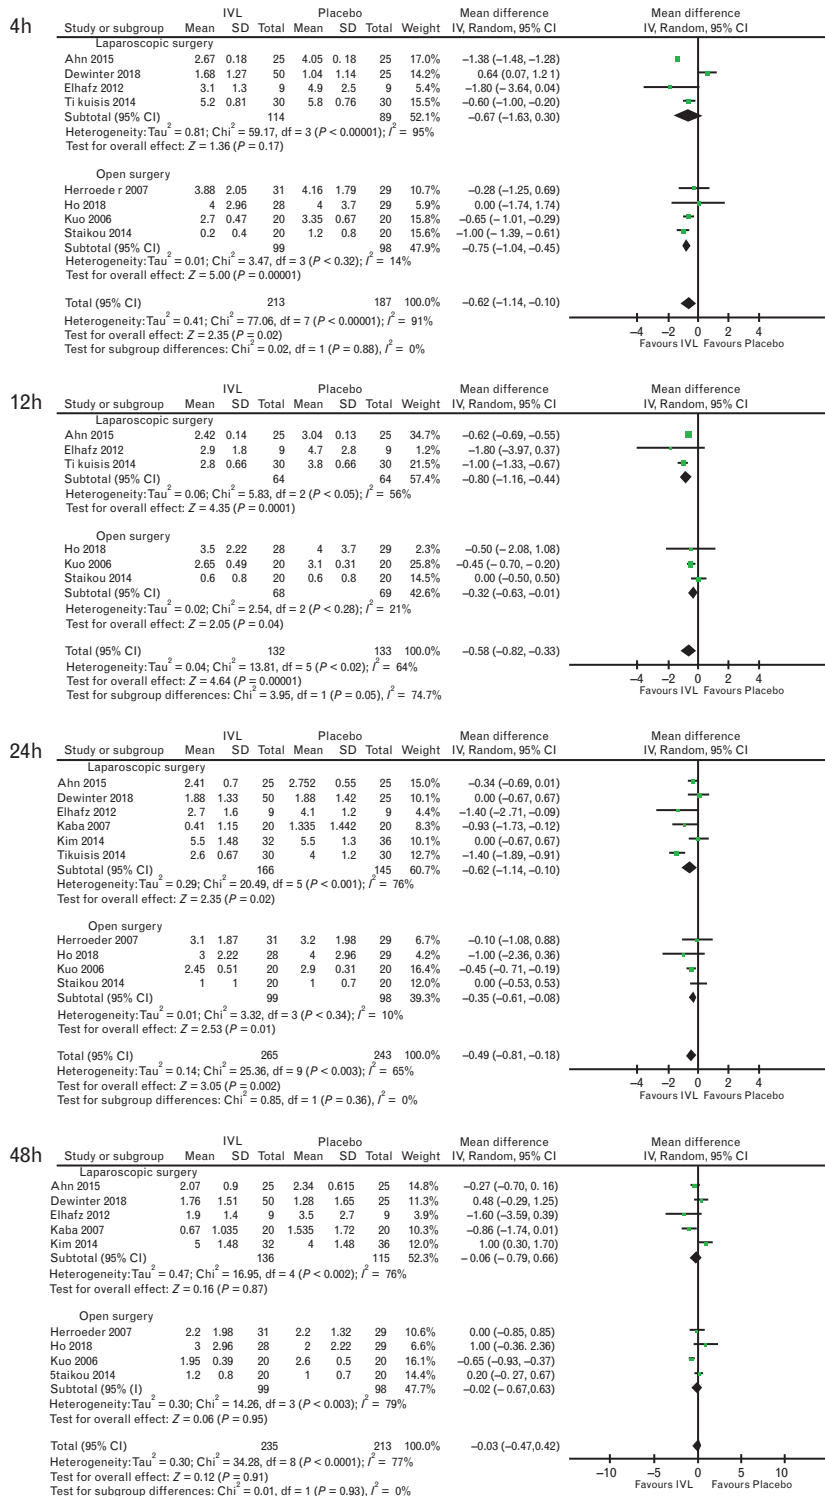 4h
IVL Placebo Mean difference Mean difference
Study or subgroup Mean SD Total Mean SD Total Weight IV, Random, 95% CI IV, Random, 95% CI
Laparoscopic surgery
Ahn 2015 2.67 0.18 25 4.05 0. 18 25 17.0% −1.38 (−1.48, −1.28)
Dewinter 2018 1.68 1.27 50 1.04 1.14 25 14.2% 0.64 (0.07, 1.2 1)
Elhafz 2012 3.1 1.3 9 4.9 2.5 9 5.4% −1.80 ( − 3.64, 0.04)
Ti kuisis 2014 5.2 0.81 30 5.8 0.76 30 15.5% −0.60 (−1.00, −0.20)
Subtotal (95% CI) 114 89 52.1% −0.67 (−1.63, 0.30)
Heterogeneity: Tau2 = 0.81; Chi2 = 59.17, df = 3 (P < 0.00001); I2 = 95%
Test for overall effect: Z = 1.36 (P = 0.17)
Open surgery
Herroede r 2007 3.88 2.05 31 4.16 1.79 29 10.7% −0.28 (−1.25, 0.69)
Ho 2018 4 2.96 28 4 3.7 29 5.9% 0.00 (−1.74, 1.74)
Kuo 2006 2.7 0.47 20 3.35 0.67 20 15.8% −0.65 ( − 1.01, −0.29)
Staikou 2014 0.2 0.4 20 1.2 0.8 20 15.6% −1.00 ( − 1.39, − 0.61)
Subtotal (95% CI) 99 98 47.9% −0.75 (−1.04, −0.45)
Heterogeneity: Tau2 = 0.01; Chi2 = 3.47, df = 3 (P < 0.32); I2 = 14%
Test for overall effect: Z = 5.00 (P = 0.00001)
Total (95% CI) 213 187 100.0% −0.62 (−1.14, −0.10)
Heterogeneity: Tau2 = 0.41; Chi2 = 77.06, df = 7 (P < 0.00001); I2 = 91%
Test for overall effect: Z = 2.35 (P = 0.02)
Test for subgroup differences: Chi2 = 0.02, df = 1 (P = 0.88), I2 = 0%
−4 −2 0 2 4
Favours IVL Favours Placebo
12h
IVL Placebo Mean difference Mean difference
Study or subgroup Mean SD Total Mean SD Total Weight IV, Random, 95% CI IV, Random, 95% CI
Laparoscopic surgery
Ahn 2015 2.42 0.14 25 3.04 0.13 25 34.7% −0.62 (−0.69, −0.55)
Elhafz 2012 2.9 1.8 9 4.7 2.8 9 1.2% −1.80 (−3.97, 0.37)
Ti kuisis 2014 2.8 0.66 30 3.8 0.66 30 21.5% −1.00 (−1.33, −0.67)
Subtotal (95% CI) 64 64 57.4% −0.80 (−1.16, −0.44)
Heterogeneity: Tau2 = 0.06; Chi2 = 5.83, df = 2 (P < 0.05); I2 = 56%
Test for overall effect: Z = 4.35 (P = 0.0001)
Open surgery
Ho 2018 3.5 2.22 28 4 3.7 29 2.3% −0.50 ( − 2.08, 1.08)
Kuo 2006 2.65 0.49 20 3.1 0.31 20 25.8% −0.45 ( − 0.70, − 0.20)
Staikou 2014 0.6 0.8 20 0.6 0.8 20 14.5% 0.00 (−0.50, 0.50)
Subtotal (95% CI) 68 69 42.6% −0.32 (−0.63, −0.01)
Heterogeneity: Tau2 = 0.02; Chi2 = 2.54, df = 2 (P < 0.28); I2 = 21%
Test for overall effect: Z = 2.05 (P = 0.04)
Total (95% CI) 132 133 100.0% −0.58 (−0.82, −0.33)
Heterogeneity: Tau2 = 0.04; Chi2 = 13.81, df = 5 (P < 0.02); I2 = 64%
Test for overall effect: Z = 4.64 (P = 0.00001)
Test for subgroup differences: Chi2 = 3.95, df = 1 (P = 0.05), I2 = 74.7%
−4 −2 0 2 4
Favours IVL Favours Placebo
24h
IVL Placebo Mean difference Mean difference
Study or subgroup Mean SD Total Mean SD Total Weight IV, Random, 95% CI IV, Random, 95% CI
Laparoscopic surgery
Ahn 2015 2.41 0.7 25 2.752 0.55 25 15.0% −0.34 (−0.69, 0.01)
Dewinter 2018 1.88 1.33 50 1.88 1.42 25 10.1% 0.00 (−0.67, 0.67)
Elhafz 2012 2. 7 1.6 9 4.1 1.2 9 4.4% −1.40 (−2 .71, −0.09)
Kaba 2007 0.41 1.15 20 1.335 1.442 20 8.3% −0.93 (−1.73, −0.12)
Kim 2014 5.5 1.48 32 5.5 1.3 36 10.1% 0.00 (−0.67, 0.67)
Tikuisis 2014 2.6 0.67 30 4 1.2 30 12.7% −1.40 (−1.89, −0.91)
Subtotal (95% CI) 166 145 60.7% −0.62 (−1.14, −0.10)
Heterogeneity: Tau2 = 0.29; Chi2 = 20.49, df = 5 (P < 0.001); I2 = 76%
Test for overall effect: Z = 2.35 (P = 0.02)
Open surgery
Herroeder 2007 3.1 1.87 31 3.2 1.98 29 6.7% −0.10 (−1.08, 0.88)
Ho 2018 3 2.22 28 4 2.96 29 4.2% −1.00 (−2.36, 0.36)
Kuo 2006 2.45 0.51 20 2.9 0.31 20 16.4% −0.45 ( −0. 71, −0.19)
Staikou 2014 1 1 20 1 0.7 20 12.0% 0.00 (−0.53, 0.53)
Subtotal (95% CI) 99 98 39.3% −0.35 (−0.61, −0.08)
Heterogeneity: Tau2 = 0.01; Chi2 = 3.32, df = 3 (P < 0.34); I2 = 10%
Test for overall effect: Z = 2.53 (P = 0.01)
Total (95% CI) 265 243 100.0% −0.49 (−0.81, −0.18)
Heterogeneity: Tau2 = 0.14; Chi2 = 25.36, df = 9 (P < 0.003); I2 = 65%
Test for overall effect: Z = 3.05 (P = 0.002)
Test for subgroup differences: Chi2 = 0.85, df = 1 (P = 0.36), I2 = 0%
−4 −2 0 2 4
Favours IVL Favours Placebo
48h
IVL Placebo Mean difference Mean difference
Study or subgroup Mean SD Total Mean SD Total Weight IV, Random, 95% CI IV, Random, 95% CI
Laparoscopic surgery
Ahn 2015 2.07 0.9 25 2.34 0.615 25 14.8% −0.27 (−0.70, 0. 16)
Dewinter 2018 1.76 1.51 50 1.28 1.65 25 11.3% 0.48 (−0.29, 1.25)
Elhafz 2012 1.9 1.4 9 3.5 2.7 9 3.9% −1.60 (−3.59, 0.39)
Kaba 2007 0.67 1.035 20 1.535 1.72 20 10.3% −0.86 (−1.74, 0.01)
Kim 2014 5 1.48 32 4 1.48 36 12.0% 1.00 (0.30, 1.70)
Subtotal (95% CI) 136 115 52.3% − 0.06 ( − 0.79, 0.66)
Heterogeneity: Tau2 = 0.47; Chi2 = 16.95, df = 4 (P < 0.002); I2 = 76%
Test for overall effect: Z = 0.16 (P = 0.87)
Open surgery
Herroeder 2007 2.2 1.98 31 2.2 1.32 29 10.6% 0.00 (−0.85, 0.85)
Ho 2018 3 2.96 28 2 2.22 29 6.6% 1.00 (−0.36. 2.36)
Kuo 2006 1.95 0.39 20 2.6 0.5 20 16.1% −0.65 (−0.93, −0.37)
5taikou 2014 1.2 0.8 20 1 0.7 20 14.4% 0.20 (−0. 27, 0.67)
Subtotal (95% (I) 99 98 47.7% −0.02 ( − 0.67,0.63)
Heterogeneity: Tau2 = 0.30; Chi2 = 14.26, df = 3 (P < 0.003); I2 = 79%
Test for overall effect: Z = 0.06 (P = 0.95)
Total (95% CI) 235 213 100.0% −0.03 (−0.47,0.42)
Heterogeneity: Tau2 = 0.30; Chi2 = 34.28, df = 8 (P < 0.0001); I2 = 77%
Test for overall effect: Z = 0.12 (P = 0.91)
Test for subgroup differences: Chi2 = 0.01, df = 1 (P = 0.93), I2 = 0%
−10 −5 0 5 10
Favours IVL Favours Placebo